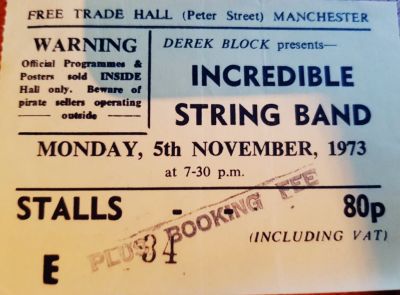 FREE TRADE HALL (Peter Street) MANCHESTER
WARNING
Official Programmes &
Posters sold INSIDE
Hall only. Beware of
pirate sellers operating
outside
DEREK BLOCK presents—
INCREDIBLE
STRING BAND
MONDAY, 5th NOVEMBER, 1973
at 7-30 p.m.
STALLS - - - 80p
PLUS BOOKING FEE
(INCLUDING VAT)
E 34